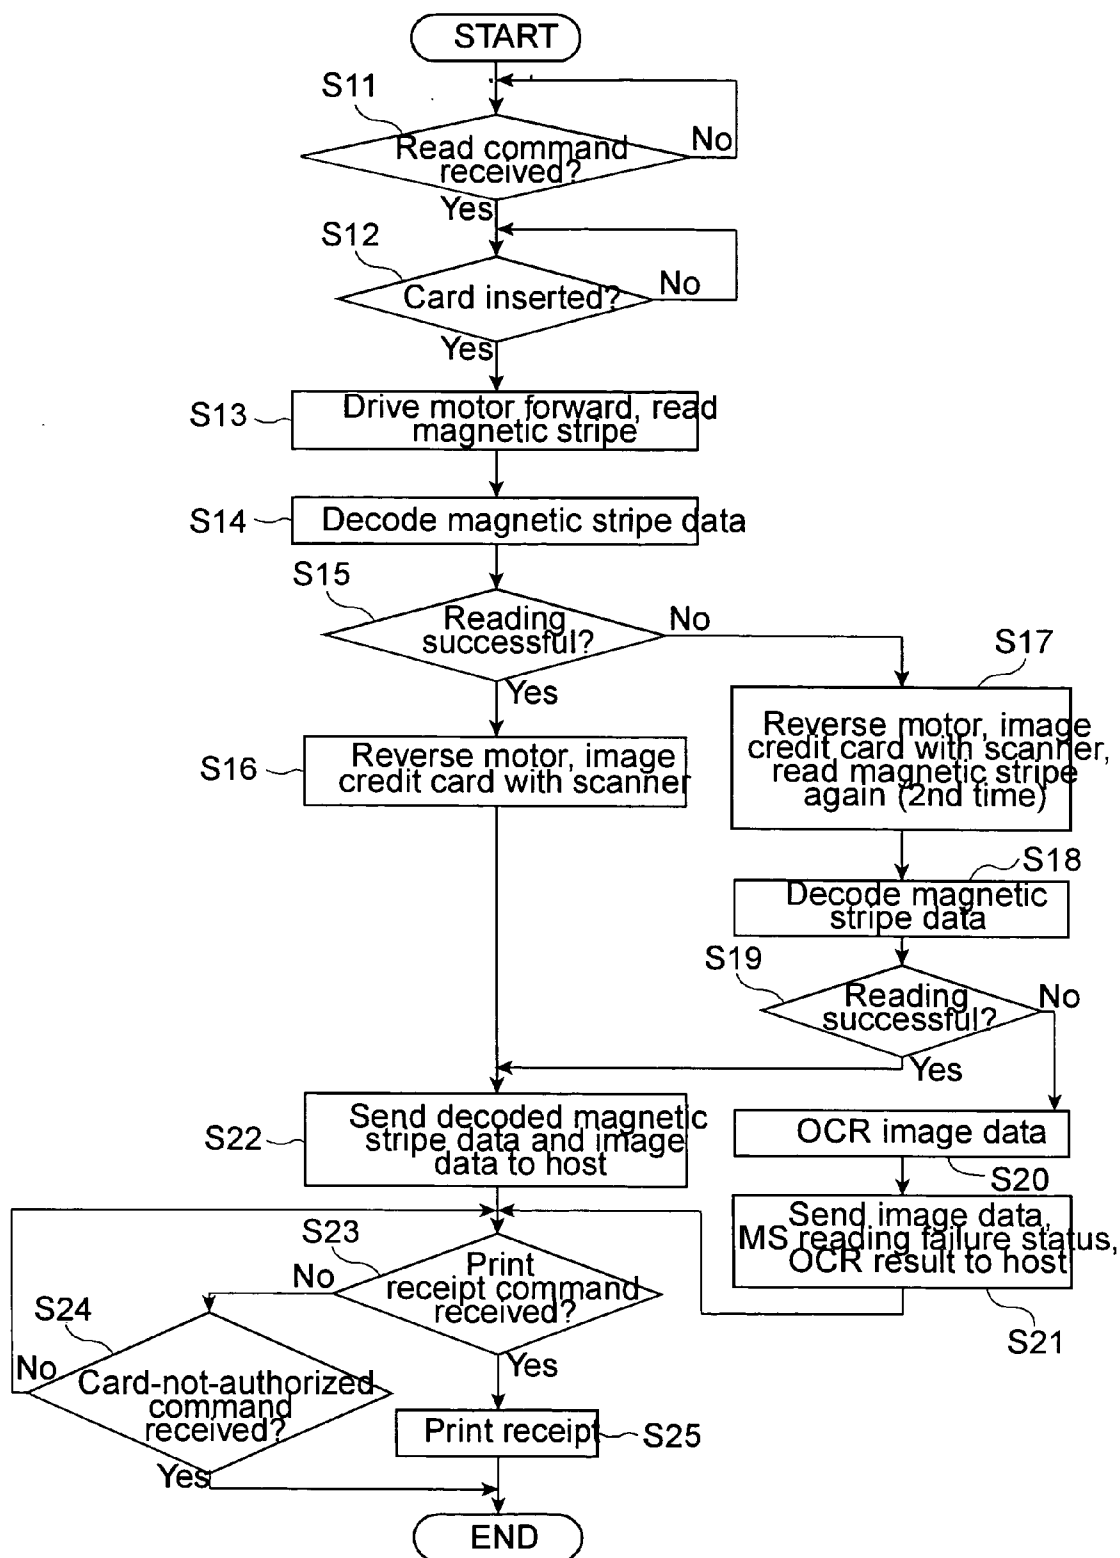 START
S11
Read command
received?
No
Yes
S12
Card inserted?
No
Yes
S13
Drive motor forward, read
magnetic stripe
S14
Decode magnetic stripe data
S15
Reading
successful?
No
Yes
S16
Reverse motor, image
credit card with scanner
S17
Reverse motor, image
credit card with scanner,
read magnetic stripe
again (2nd time)
S18
Decode magnetic
stripe data
S19
Reading
successful?
No
Yes
S22
Send decoded magnetic
stripe data and image
data to host
OCR image data
S20
Send image data,
MS reading failure status,
OCR result to host
S21
S23
Print
receipt command
received?
No
Yes
S24
Card-not-authorized
command
received?
No
Yes
Print receipt
S25
END